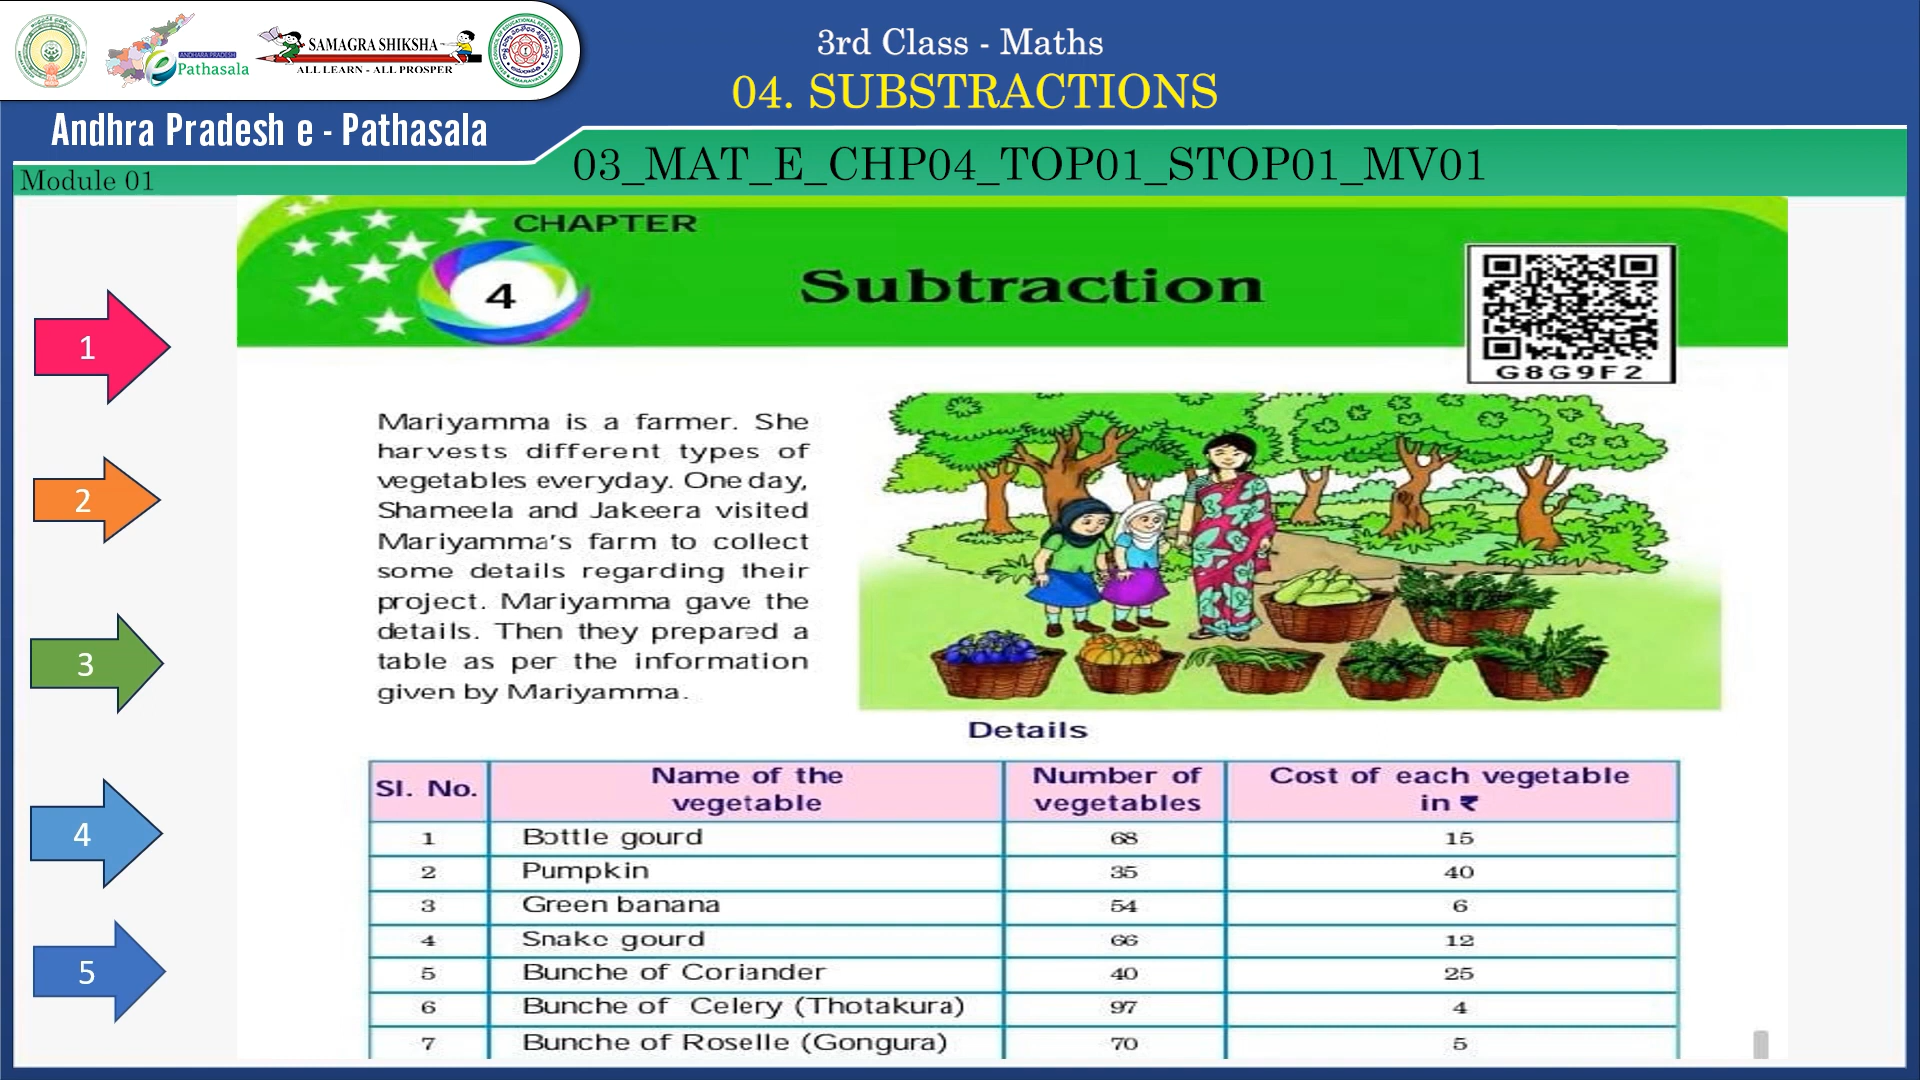 SAMAGRA SHIKSHA
ALL LEARN - ALL PROSPER
ANDHRA PRADESH
e Pathasala
3rd Class - Maths
04. SUBSTRACTIONS
Andhra Pradesh e - Pathasala
03_MAT_E_CHP04_TOP01_STOP01_MV01
Module 01
CHAPTER
4
Subtraction
G8G9F2
1
2
3
4
5
Mariyamma is a farmer. She
harvests different types of
vegetables everyday. One day,
Shameela and Jakeera visited
Mariyamma's farm to collect
some details regarding their
project. Mariyamma gave the
details. Then they prepared a
table as per the information
given by Mariyamma.
Details
Sl. No. Name of the vegetable Number of vegetables Cost of each vegetable in ₹
1 Bottle gourd 68 15
2 Pumpkin 35 40
3 Green banana 54 6
4 Snake gourd 66 12
5 Bunche of Coriander 40 25
6 Bunche of Celery (Thotakura) 97 4
7 Bunche of Roselle (Gongura) 70 5